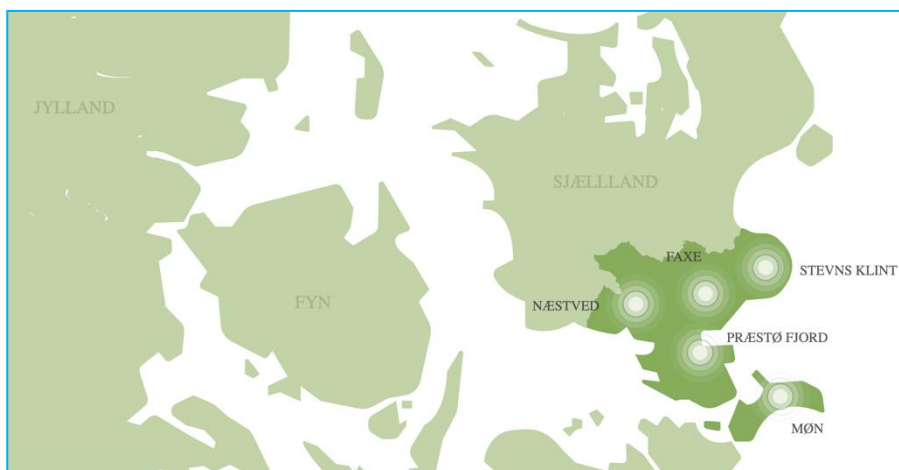 JYLLAND
SJÆLLLAND
FAXE
STEVNS KLINT
FYN
NÆSTVED
PRÆSTØ FJORD
MØN